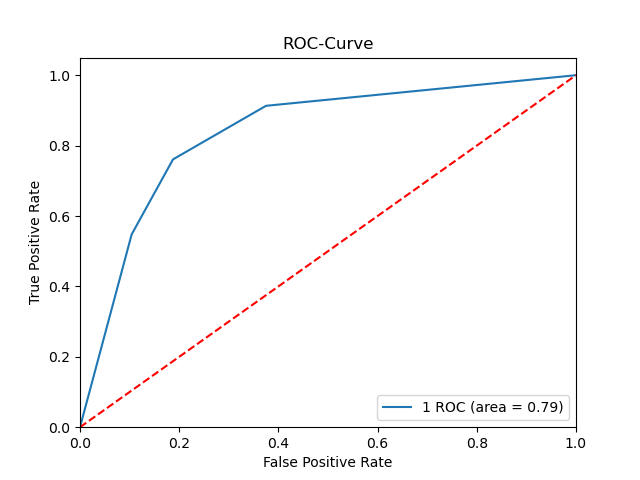 ROC-Curve
1.0
0.8
0.6
0.4
0.2
0.0
True Positive Rate
1 ROC (area = 0.79)
0.0 0.2 0.4 0.6 0.8 1.0
False Positive Rate